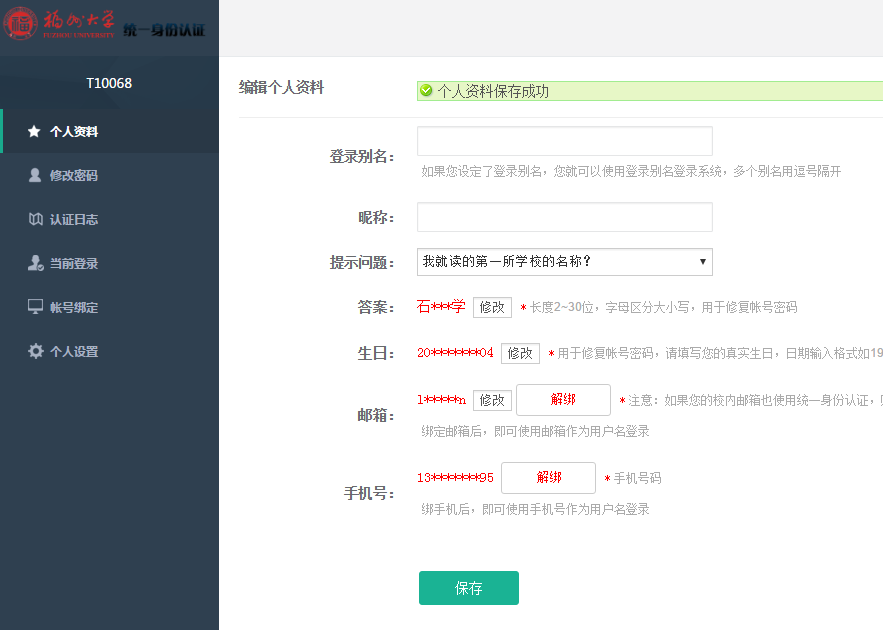 福州大学 统一身份认证
FUZHOU UNIVERSITY
T10068
个人资料
修改密码
认证日志
当前登录
帐号绑定
个人设置
编辑个人资料
个人资料保存成功
登录别名：
如果您设定了登录别名，您就可以使用登录别名登录系统，多个别名用逗号隔开
昵称：
提示问题： 我就读的第一所学校的名称?
答案： 石***学 修改 * 长度2~30位，字母区分大小写，用于修复帐号密码
生日： 20*******04 修改 * 用于修复帐号密码，请填写您的真实生日，日期输入格式如19
邮箱： 1*****n 修改 解绑 * 注意：如果您的校内邮箱也使用统一身份认证，
绑定邮箱后，即可使用邮箱作为用户名登录
手机号： 13*******95 解绑 * 手机号码
绑手机后，即可使用手机号作为用户名登录
保存